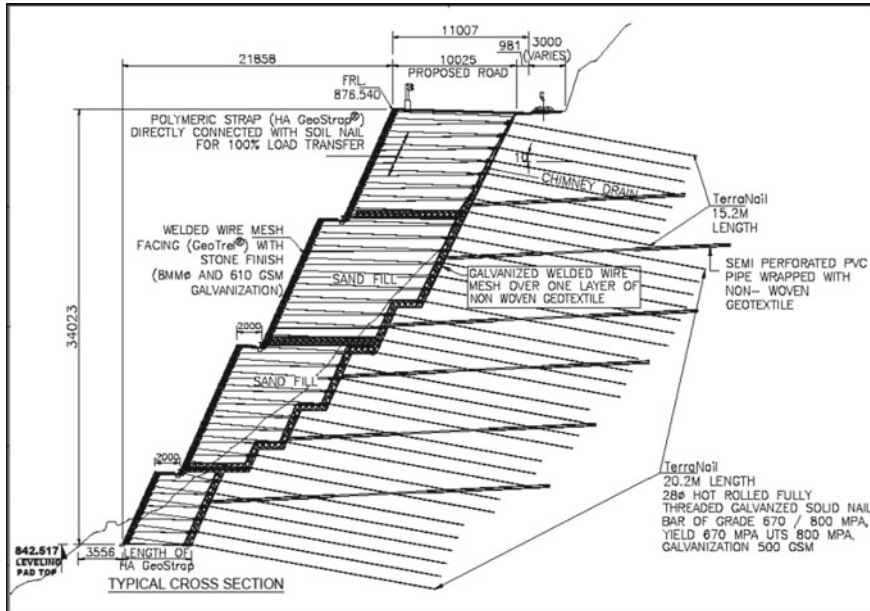 11007
981
3000
(VARIES)
21858
10025
PROPOSED ROAD
FRL.
876.540
POLYMERIC STRAP (HA GeoStrap®)
DIRECTLY CONNECTED WITH SOIL NAIL
FOR 100% LOAD TRANSFER
10
CHIMNEY DRAIN
TerraNail
15.2M
LENGTH
WELDED WIRE MESH
FACING (GeoTrel®) WITH
STONE FINISH
(8MMø AND 610 GSM
GALVANIZATION)
SAND FILL
GALVANIZED WELDED WIRE
MESH OVER ONE LAYER OF
NON WOVEN GEOTEXTILE
SEMI PERFORATED PVC
PIPE WRAPPED WITH
NON- WOVEN
GEOTEXTILE
34023
2000
SAND FILL
2000
TerraNail
20.2M LENGTH
28ø HOT ROLLED FULLY
THREADED GALVANZED SOLID NAIL
BAR OF GRADE 670 / 800 MPA,
YIELD 670 MPA UTS 800 MPA,
GALVANIZATION 500 GSM
842.517
LEVELING
PAD TOP
3556
LENGTH OF
HA GeoStrap
TYPICAL CROSS SECTION